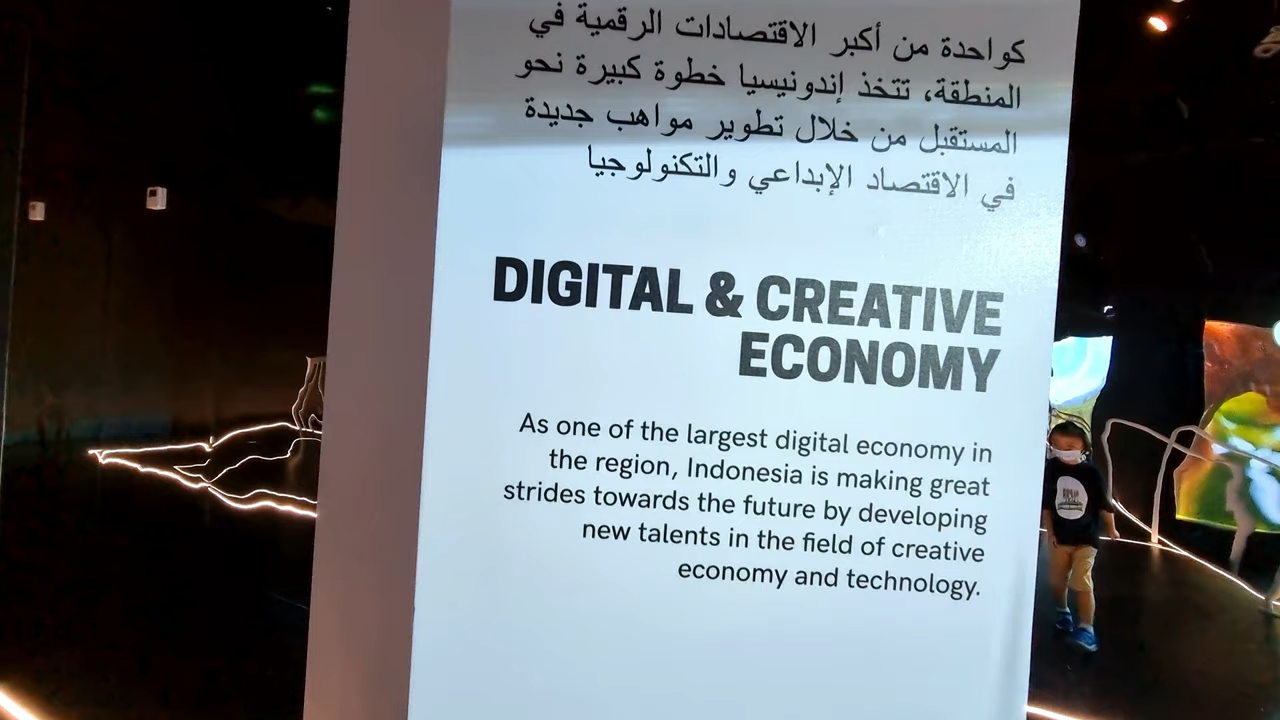 كواحدة من أكبر الاقتصادات الرقمية في
المنطقة، تتخذ إندونيسيا خطوة كبيرة نحو
المستقبل من خلال تطوير مواهب جديدة
في الاقتصاد الإبداعي والتكنولوجيا
DIGITAL & CREATIVE
ECONOMY
As one of the largest digital economy in
the region, Indonesia is making great
strides towards the future by developing
new talents in the field of creative
economy and technology.